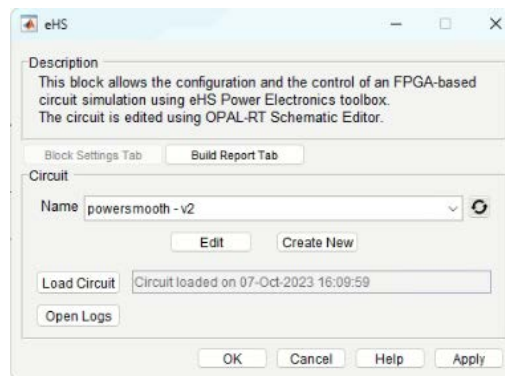 eHS
Description
This block allows the configuration and the control of an FPGA-based
circuit simulation using eHS Power Electronics toolbox.
The circuit is edited using OPAL-RT Schematic Editor.
Block Settings Tab Build Report Tab
Circuit
Name powersmooth - v2
Edit Create New
Load Circuit Circuit loaded on 07-Oct-2023 16:09:59
Open Logs
OK Cancel Help Apply